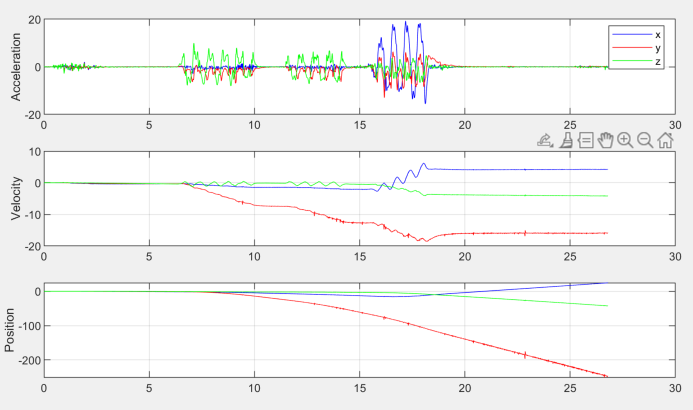 Acceleration
20
0
-20
x
y
z
0 5 10 15 20 25 30
Velocity
10
0
-10
-20
0 5 10 15 20 25 30
Position
0
-100
-200
0 5 10 15 20 25 30